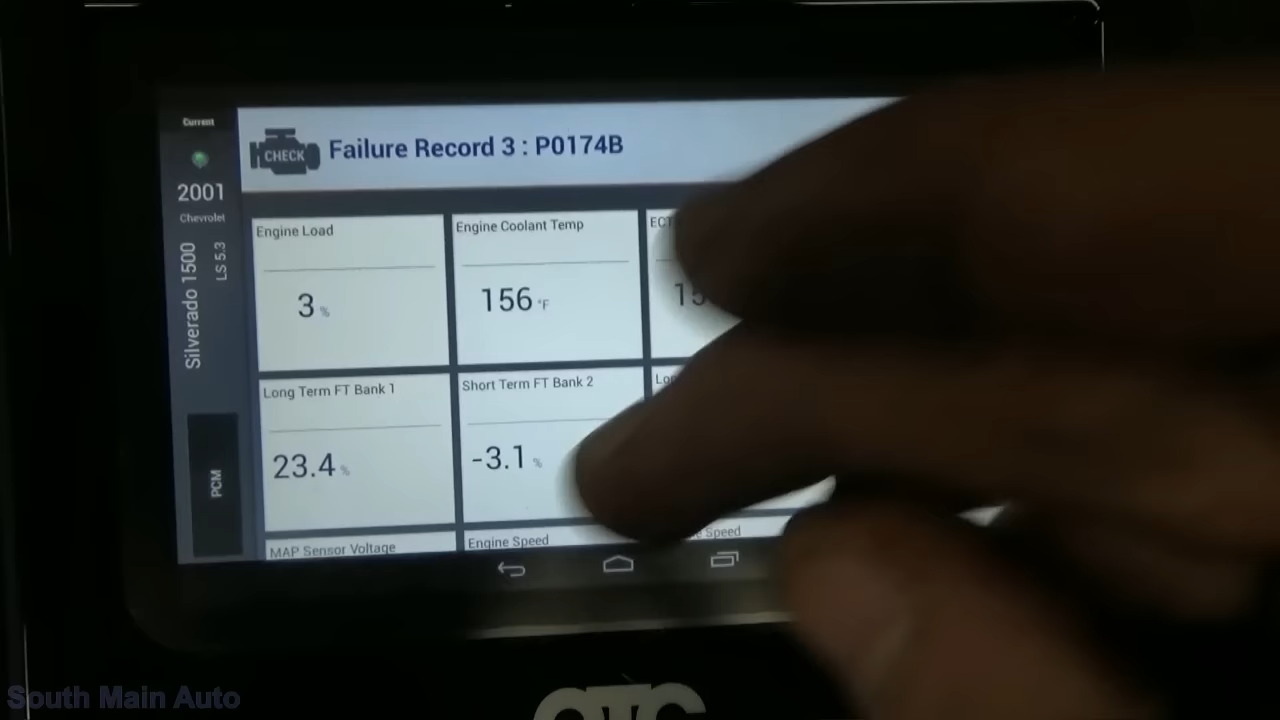 Current
2001
Chevrolet
Silverado 1500
LS 5.3
PCM
CHECK
Failure Record 3 : P0174B
Engine Load
3 %
Engine Coolant Temp
156 °F
Long Term FT Bank 1
23.4 %
Short Term FT Bank 2
-3.1 %
MAP Sensor Voltage
Engine Speed
Speed
OTC
South Main Auto